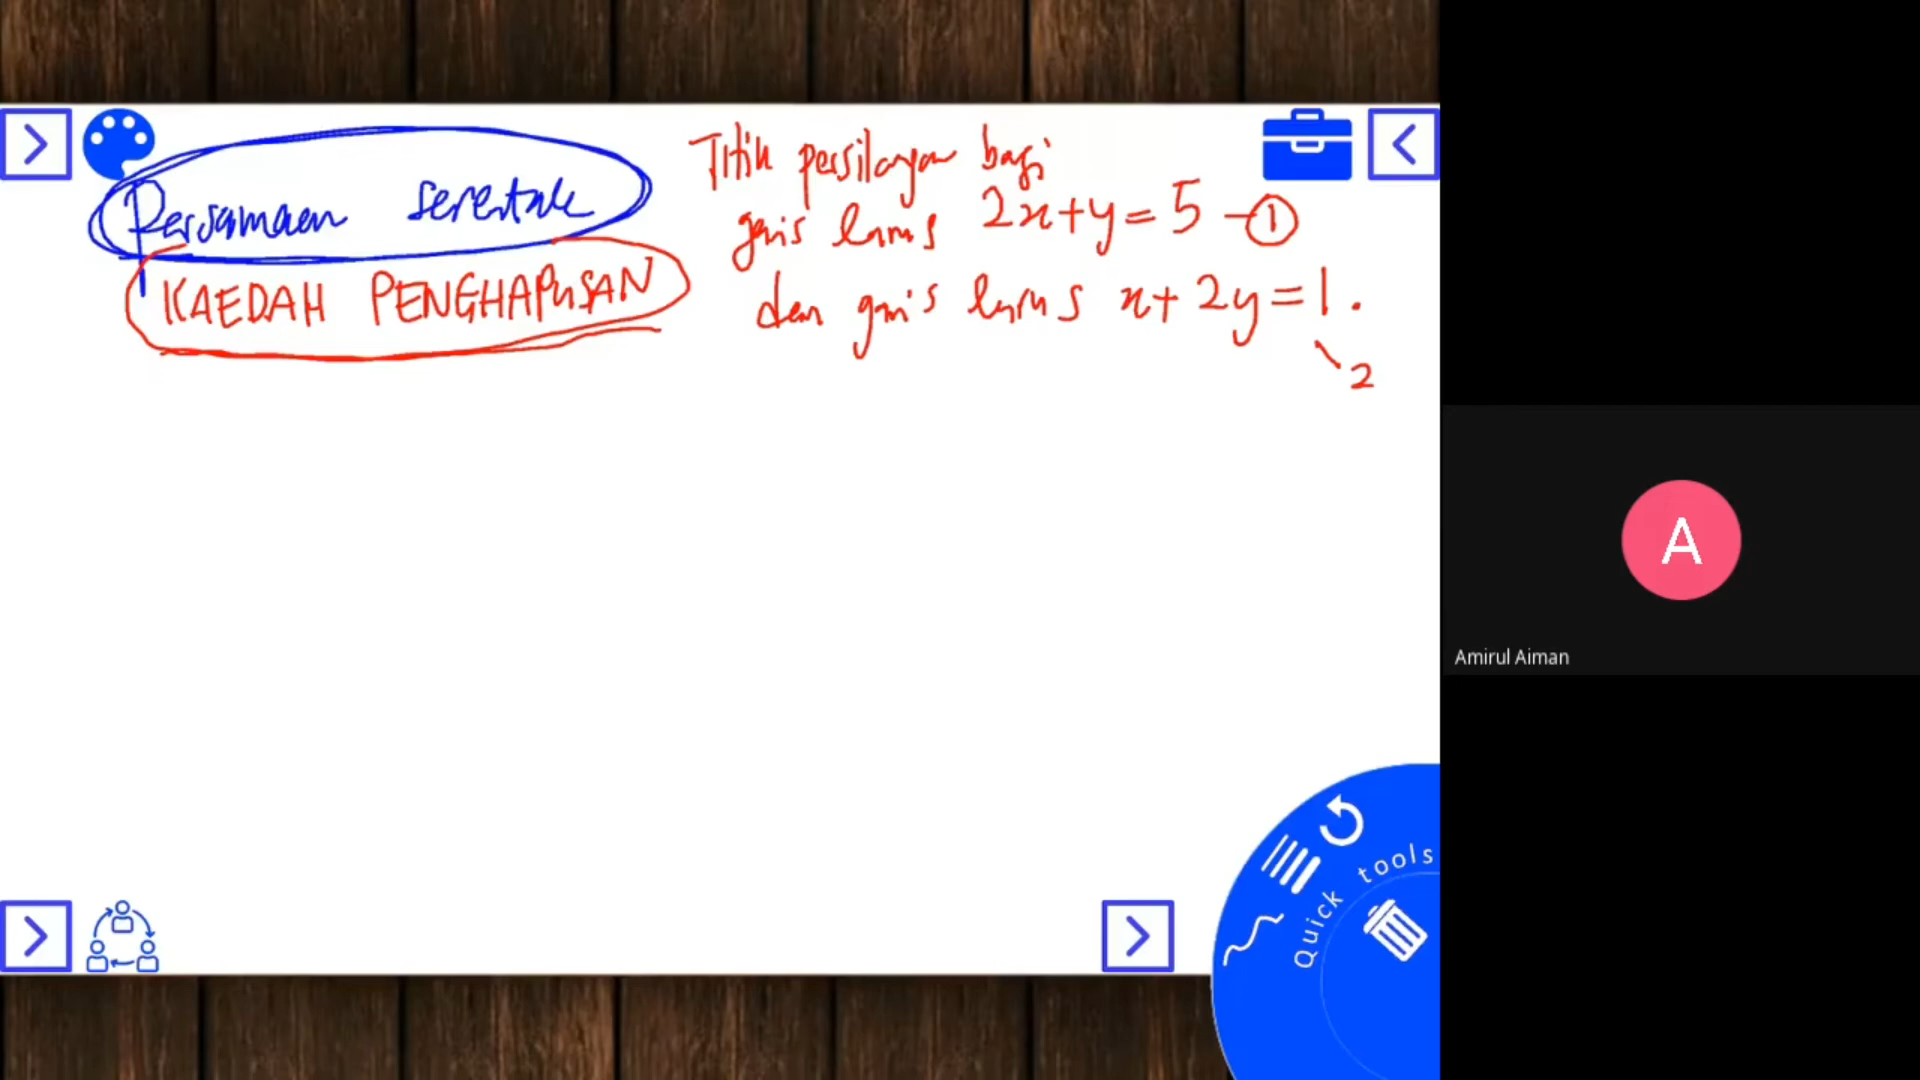 Persamaan serentak
KAEDAH PENGHAPUSAN
Titik persilangan bagi
garis lurus 2x+y=5 - ①
dan garis lurus x+2y=1.
2
A
Amirul Aiman
Quick tools